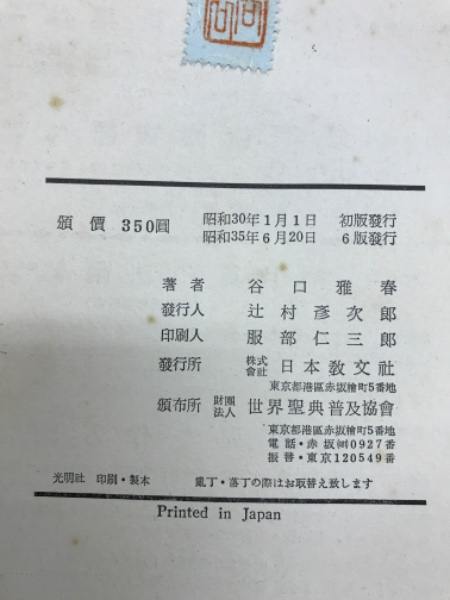 頒價 350圓 昭和30年1月1日 初版發行
昭和35年6月20日 6版發行
著者 谷口雅春
發行人 辻村彥次郎
印刷人 服部仁三郎
發行所 株式會社 日本敎文社
東京都港區赤坂檜町5番地
頒布所 財團法人 世界聖典普及協會
東京都港區赤坂檜町5番地
電話・赤坂(48)0927番
振替・東京120549番
光明社 印刷・製本 亂丁・落丁の際はお取替え致します
Printed in Japan